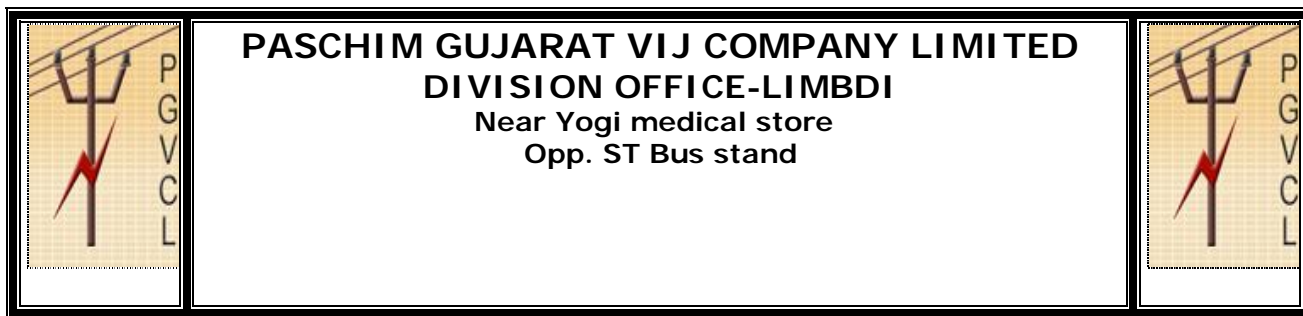 P
G
V
C
L
PASCHIM GUJARAT VIJ COMPANY LIMITED
DIVISION OFFICE-LIMBDI
Near Yogi medical store
Opp. ST Bus stand
P
G
V
C
L